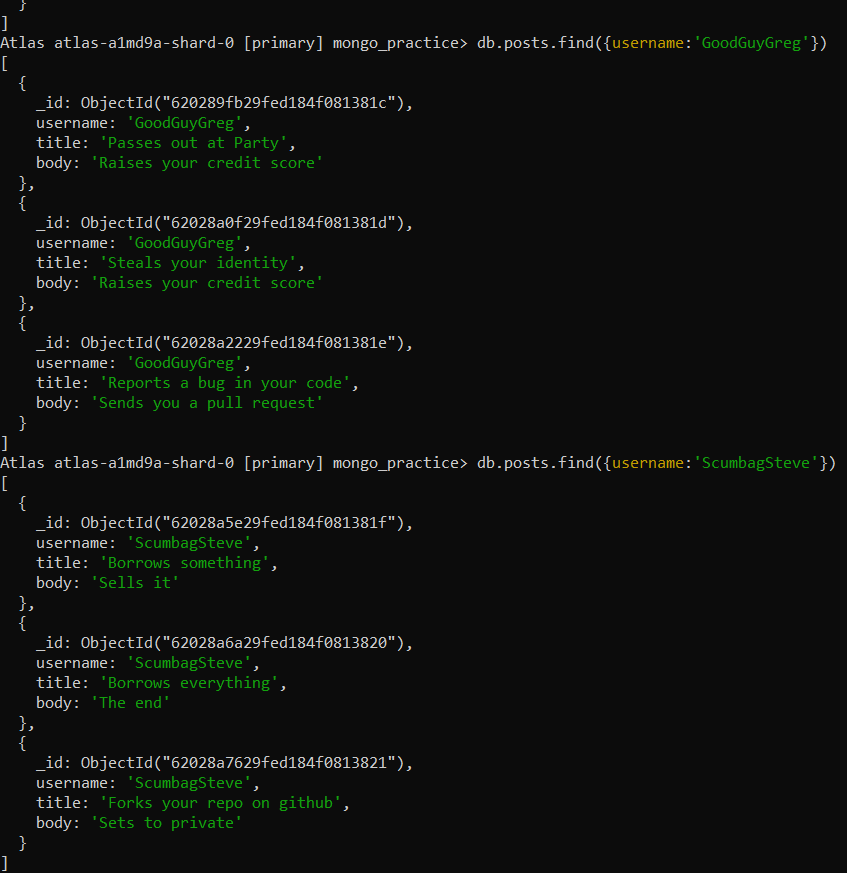 }
]
Atlas atlas-a1md9a-shard-0 [primary] mongo_practice> db.posts.find({username:'GoodGuyGreg'})
[
  {
    _id: ObjectId("620289fb29fed184f081381c"),
    username: 'GoodGuyGreg',
    title: 'Passes out at Party',
    body: 'Raises your credit score'
  },
  {
    _id: ObjectId("62028a0f29fed184f081381d"),
    username: 'GoodGuyGreg',
    title: 'Steals your identity',
    body: 'Raises your credit score'
  },
  {
    _id: ObjectId("62028a2229fed184f081381e"),
    username: 'GoodGuyGreg',
    title: 'Reports a bug in your code',
    body: 'Sends you a pull request'
  }
]
Atlas atlas-a1md9a-shard-0 [primary] mongo_practice> db.posts.find({username:'ScumbagSteve'})
[
  {
    _id: ObjectId("62028a5e29fed184f081381f"),
    username: 'ScumbagSteve',
    title: 'Borrows something',
    body: 'Sells it'
  },
  {
    _id: ObjectId("62028a6a29fed184f0813820"),
    username: 'ScumbagSteve',
    title: 'Borrows everything',
    body: 'The end'
  },
  {
    _id: ObjectId("62028a7629fed184f0813821"),
    username: 'ScumbagSteve',
    title: 'Forks your repo on github',
    body: 'Sets to private'
  }
]